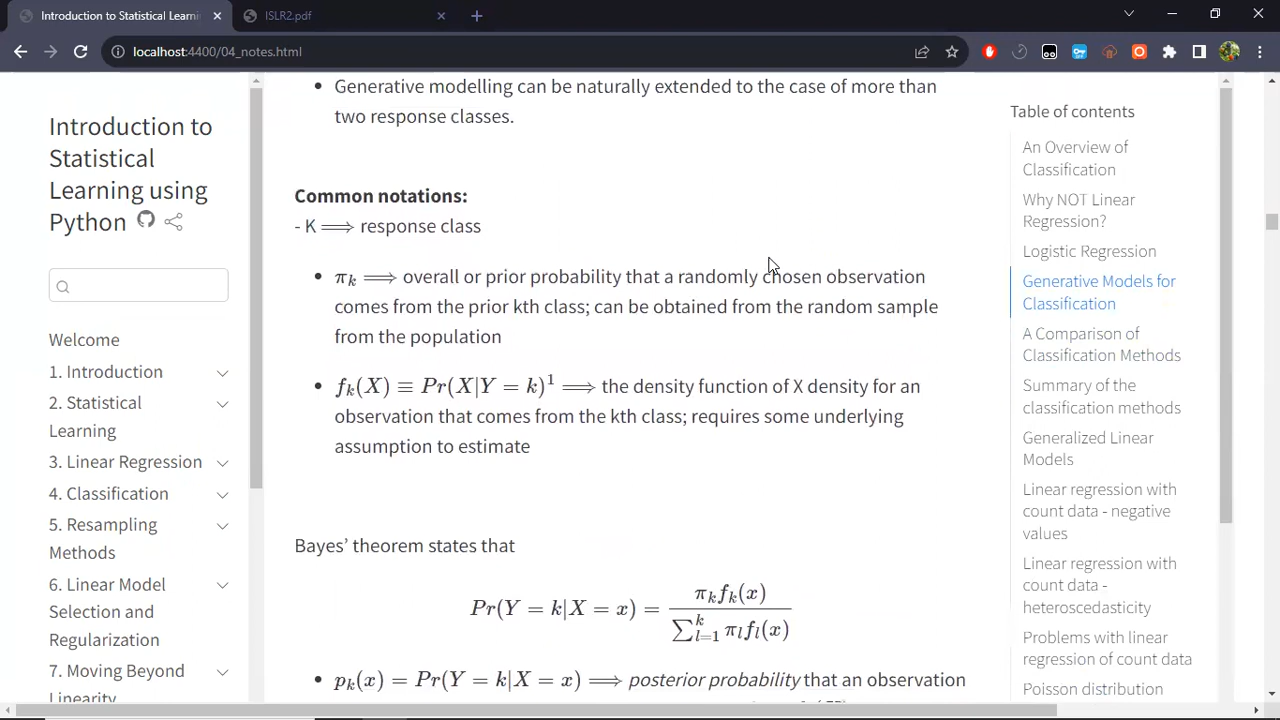 Introduction to Statistical Learni
ISLR2.pdf
localhost:4400/04_notes.html
Introduction to
Statistical
Learning using
Python
Welcome
1. Introduction
2. Statistical
Learning
3. Linear Regression
4. Classification
5. Resampling
Methods
6. Linear Model
Selection and
Regularization
7. Moving Beyond
Linearity
• Generative modelling can be naturally extended to the case of more than
two response classes.
Common notations:
- K ⟹ response class
• π_k ⟹ overall or prior probability that a randomly chosen observation
comes from the prior kth class; can be obtained from the random sample
from the population
• f_k(X) ≡ Pr(X|Y = k)¹ ⟹ the density function of X density for an
observation that comes from the kth class; requires some underlying
assumption to estimate
Bayes’ theorem states that
Pr(Y = k|X = x) = π_k f_k(x) / ∑_{l=1}^{k} π_l f_l(x)
• p_k(x) = Pr(Y = k|X = x) ⟹ posterior probability that an observation
Table of contents
An Overview of
Classification
Why NOT Linear
Regression?
Logistic Regression
Generative Models for
Classification
A Comparison of
Classification Methods
Summary of the
classification methods
Generalized Linear
Models
Linear regression with
count data - negative
values
Linear regression with
count data -
heteroscedasticity
Problems with linear
regression of count data
Poisson distribution